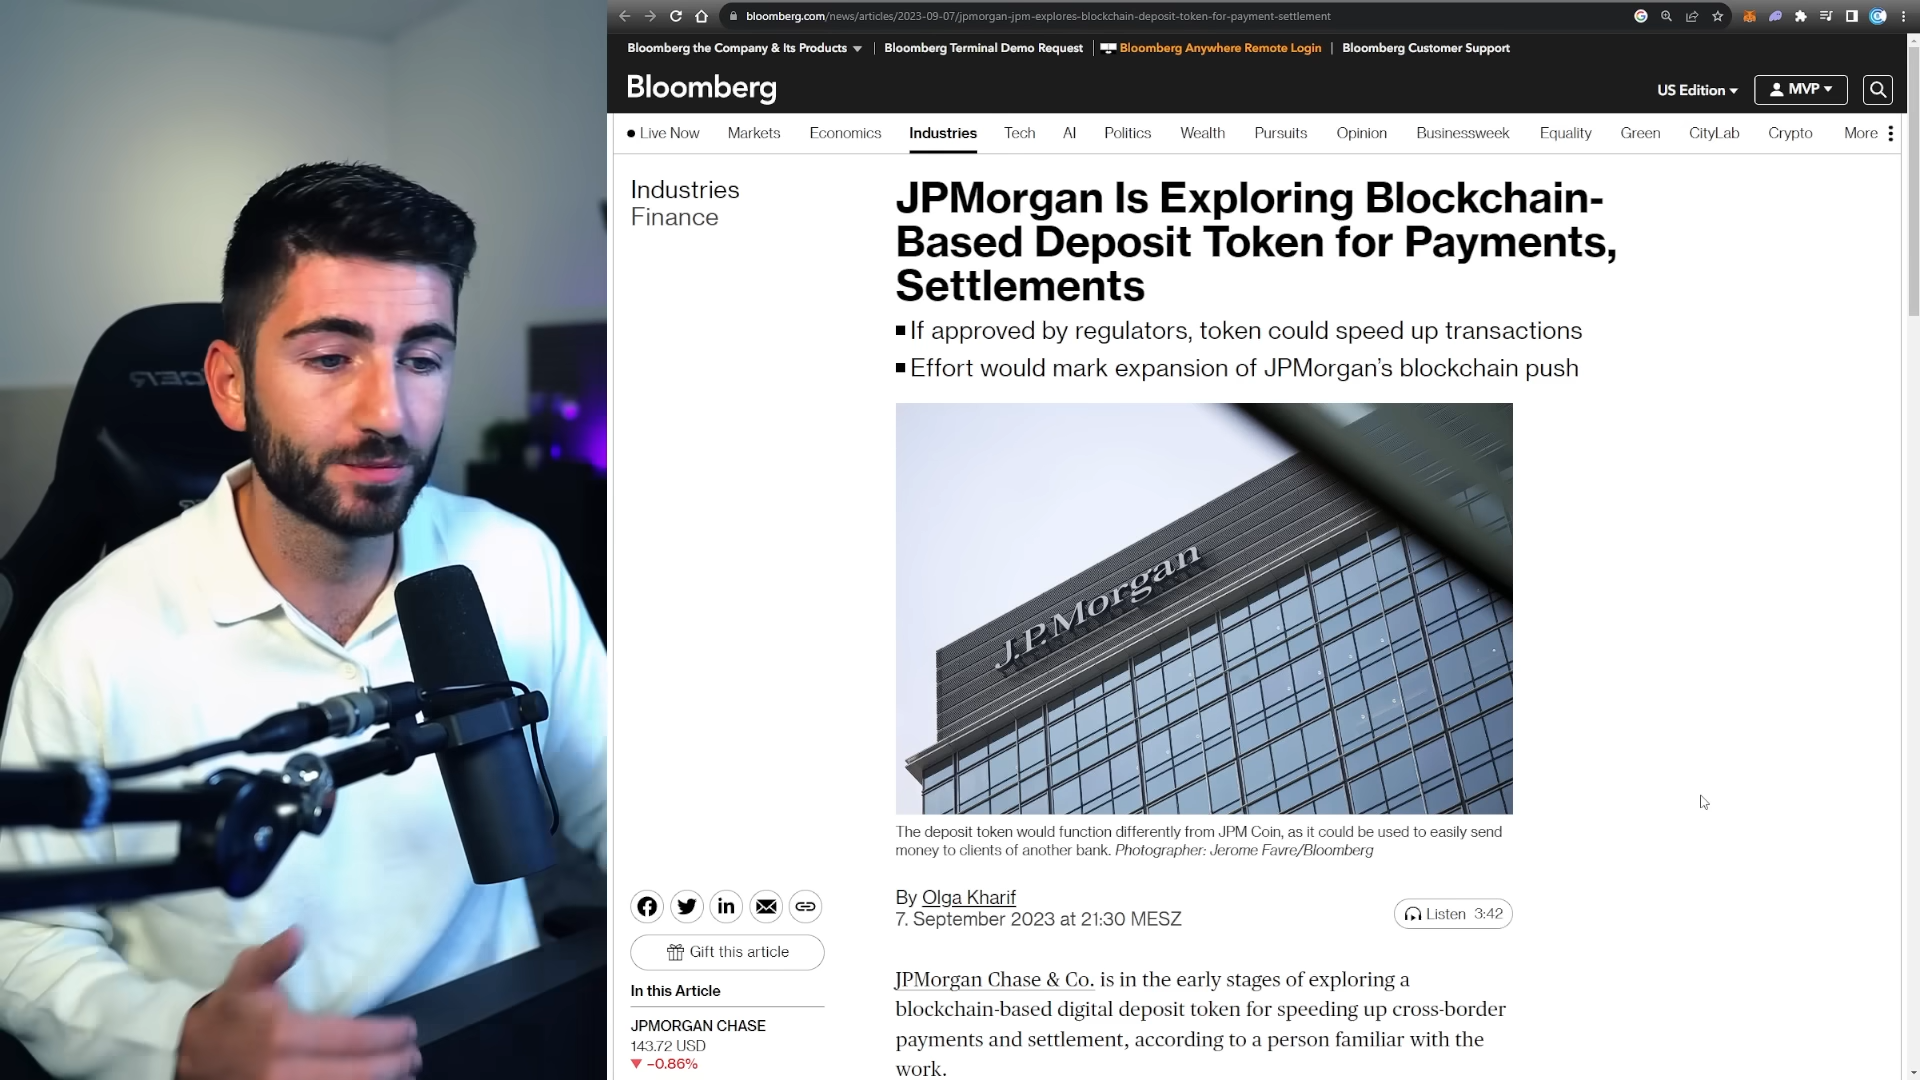 bloomberg.com/news/articles/2023-09-07/jpmorgan-jpm-explores-blockchain-deposit-token-for-payment-settlement
Bloomberg the Company & Its Products
Bloomberg Terminal Demo Request
Bloomberg Anywhere Remote Login
Bloomberg Customer Support
Bloomberg
US Edition
MVP
Live Now
Markets
Economics
Industries
Tech
AI
Politics
Wealth
Pursuits
Opinion
Businessweek
Equality
Green
CityLab
Crypto
More
Industries
Finance
JPMorgan Is Exploring Blockchain-
Based Deposit Token for Payments,
Settlements
If approved by regulators, token could speed up transactions
Effort would mark expansion of JPMorgan’s blockchain push
J.P.Morgan
The deposit token would function differently from JPM Coin, as it could be used to easily send
money to clients of another bank. Photographer: Jerome Favre/Bloomberg
By Olga Kharif
7. September 2023 at 21:30 MESZ
Listen 3:42
Gift this article
In this Article
JPMORGAN CHASE
143.72 USD
▼ –0.86%
JPMorgan Chase & Co. is in the early stages of exploring a
blockchain-based digital deposit token for speeding up cross-border
payments and settlement, according to a person familiar with the
work.